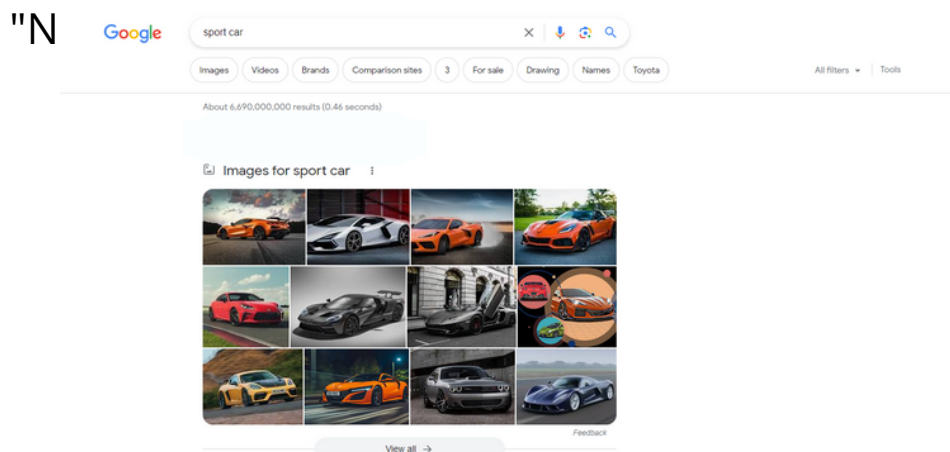 "N
Google
sport car
Images Videos Brands Comparison sites 3 For sale Drawing Names Toyota All filters Tools
About 6,690,000,000 results (0.46 seconds)
Images for sport car
Feedback
View all